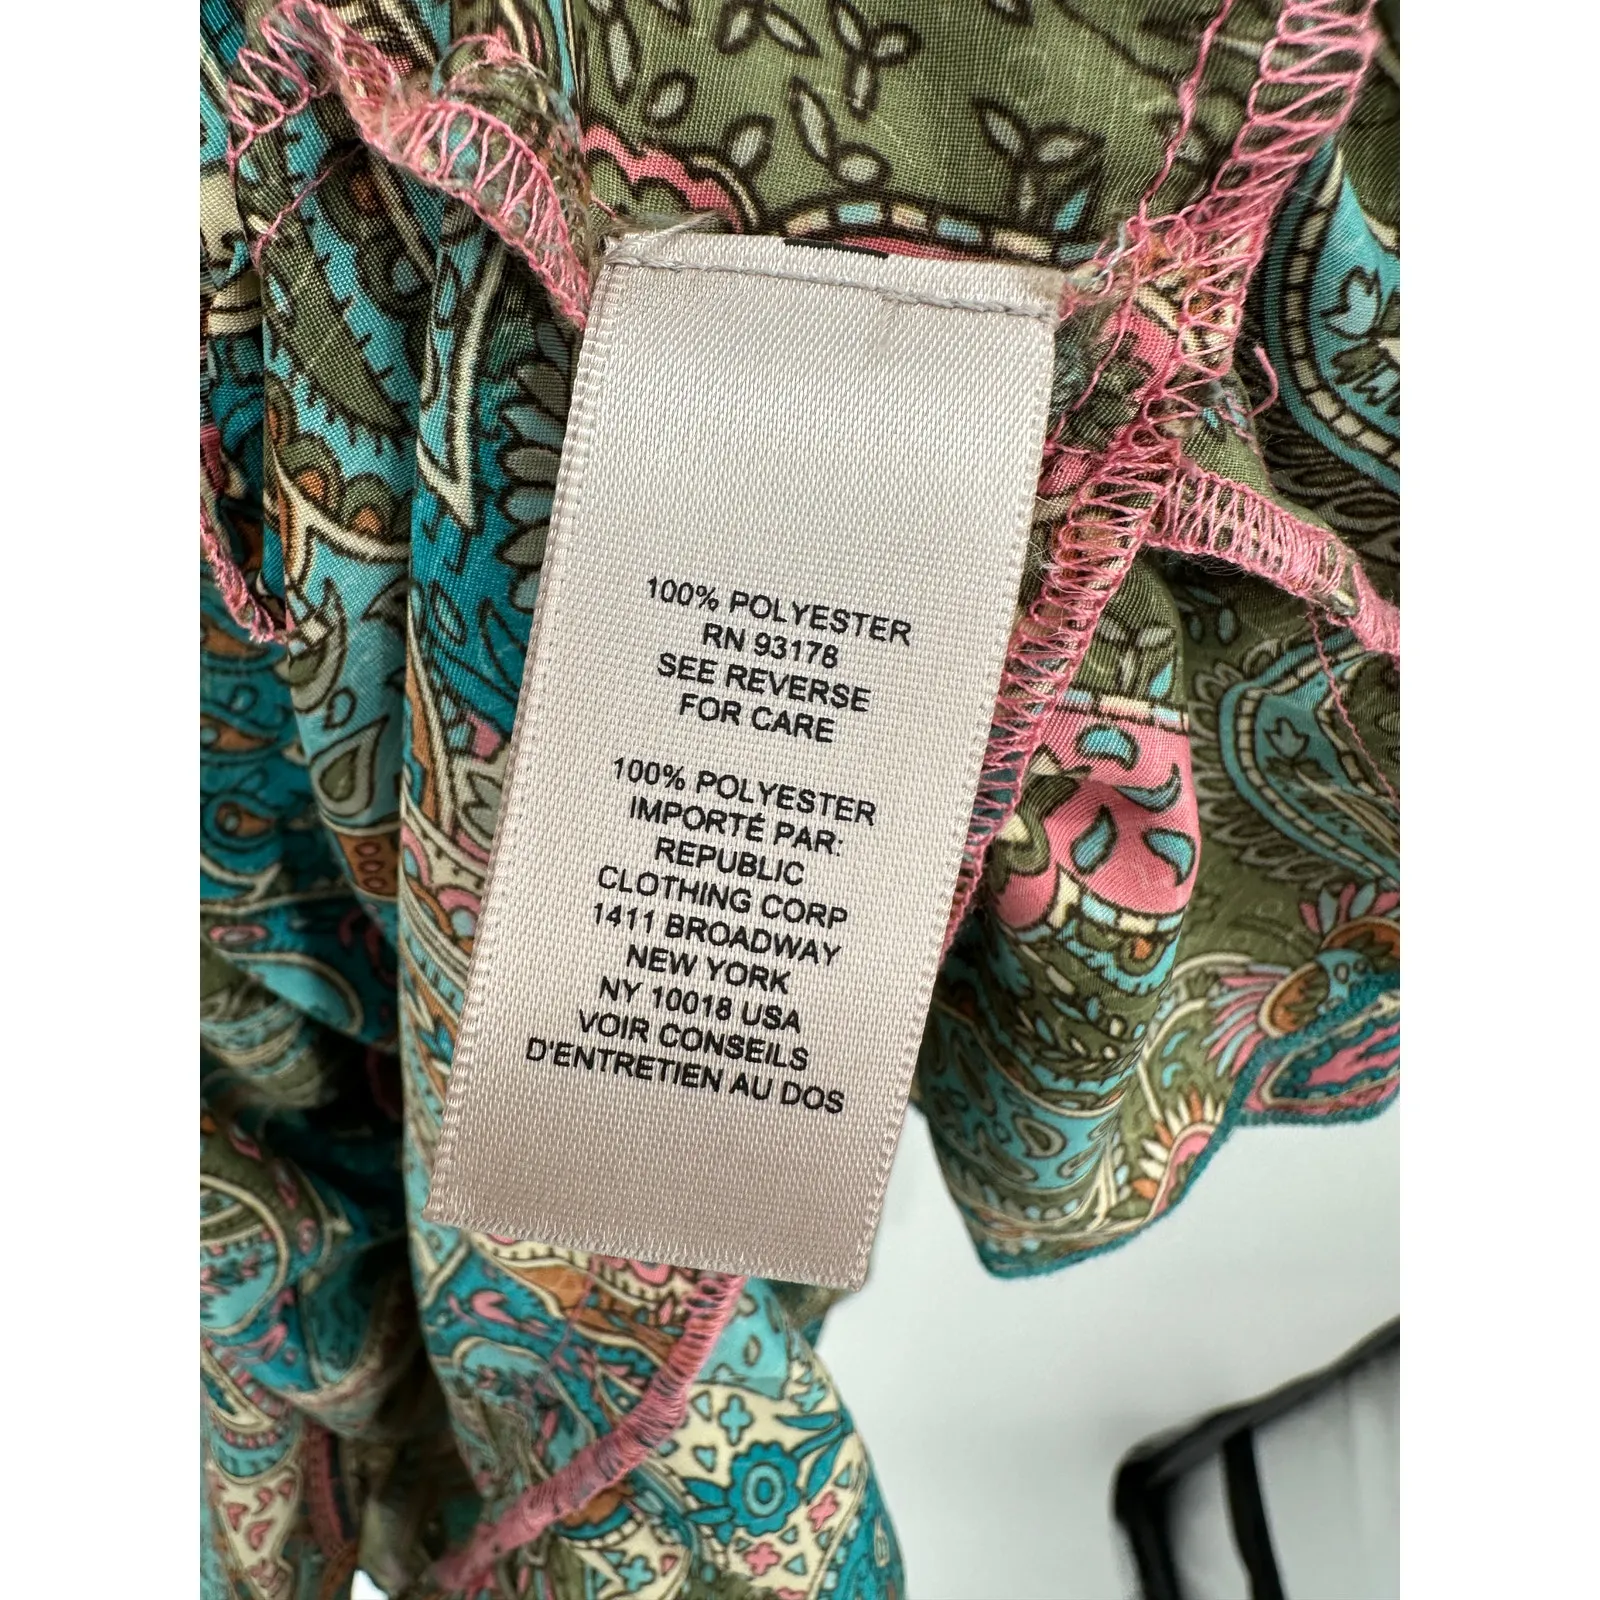 100% POLYESTER
RN 93178
SEE REVERSE
FOR CARE
100% POLYESTER
IMPORTÉ PAR:
REPUBLIC
CLOTHING CORP
1411 BROADWAY
NEW YORK
NY 10018 USA
VOIR CONSEILS
D'ENTRETIEN AU DOS